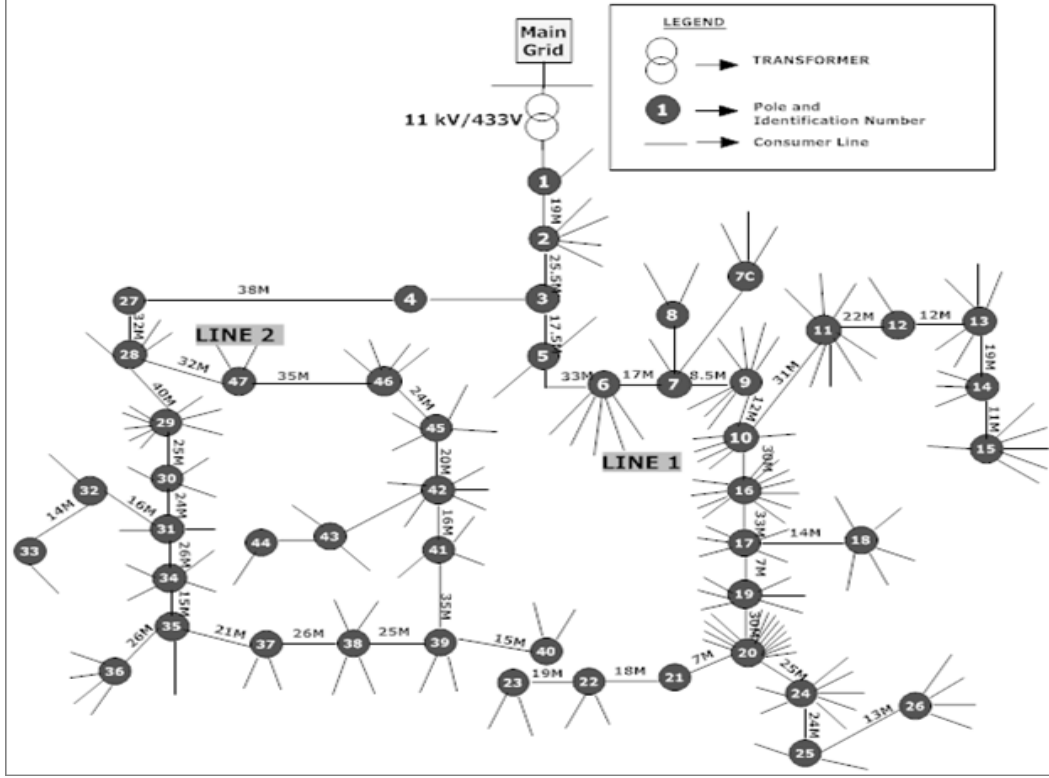 Main
Grid
LEGEND
TRANSFORMER
1
Pole and
Identification Number
Consumer Line
11 kV/433V
1
19M
2
25.5M
3
4
38M
27
32M
28
17.5M
5
33M
6
17M
7
8.5M
9
8
7C
12M
10
31M
11
22M
12
12M
13
19M
14
11M
15
LINE 2
32M
47
35M
46
24M
45
20M
42
16M
41
35M
39
40M
29
25M
30
24M
31
16M
32
14M
33
26M
34
15M
35
26M
36
21M
37
26M
38
25M
15M
40
43
44
LINE 1
30M
16
33M
17
14M
18
7M
19
30M
20
7M
21
18M
22
19M
23
25M
24
24M
25
13M
26